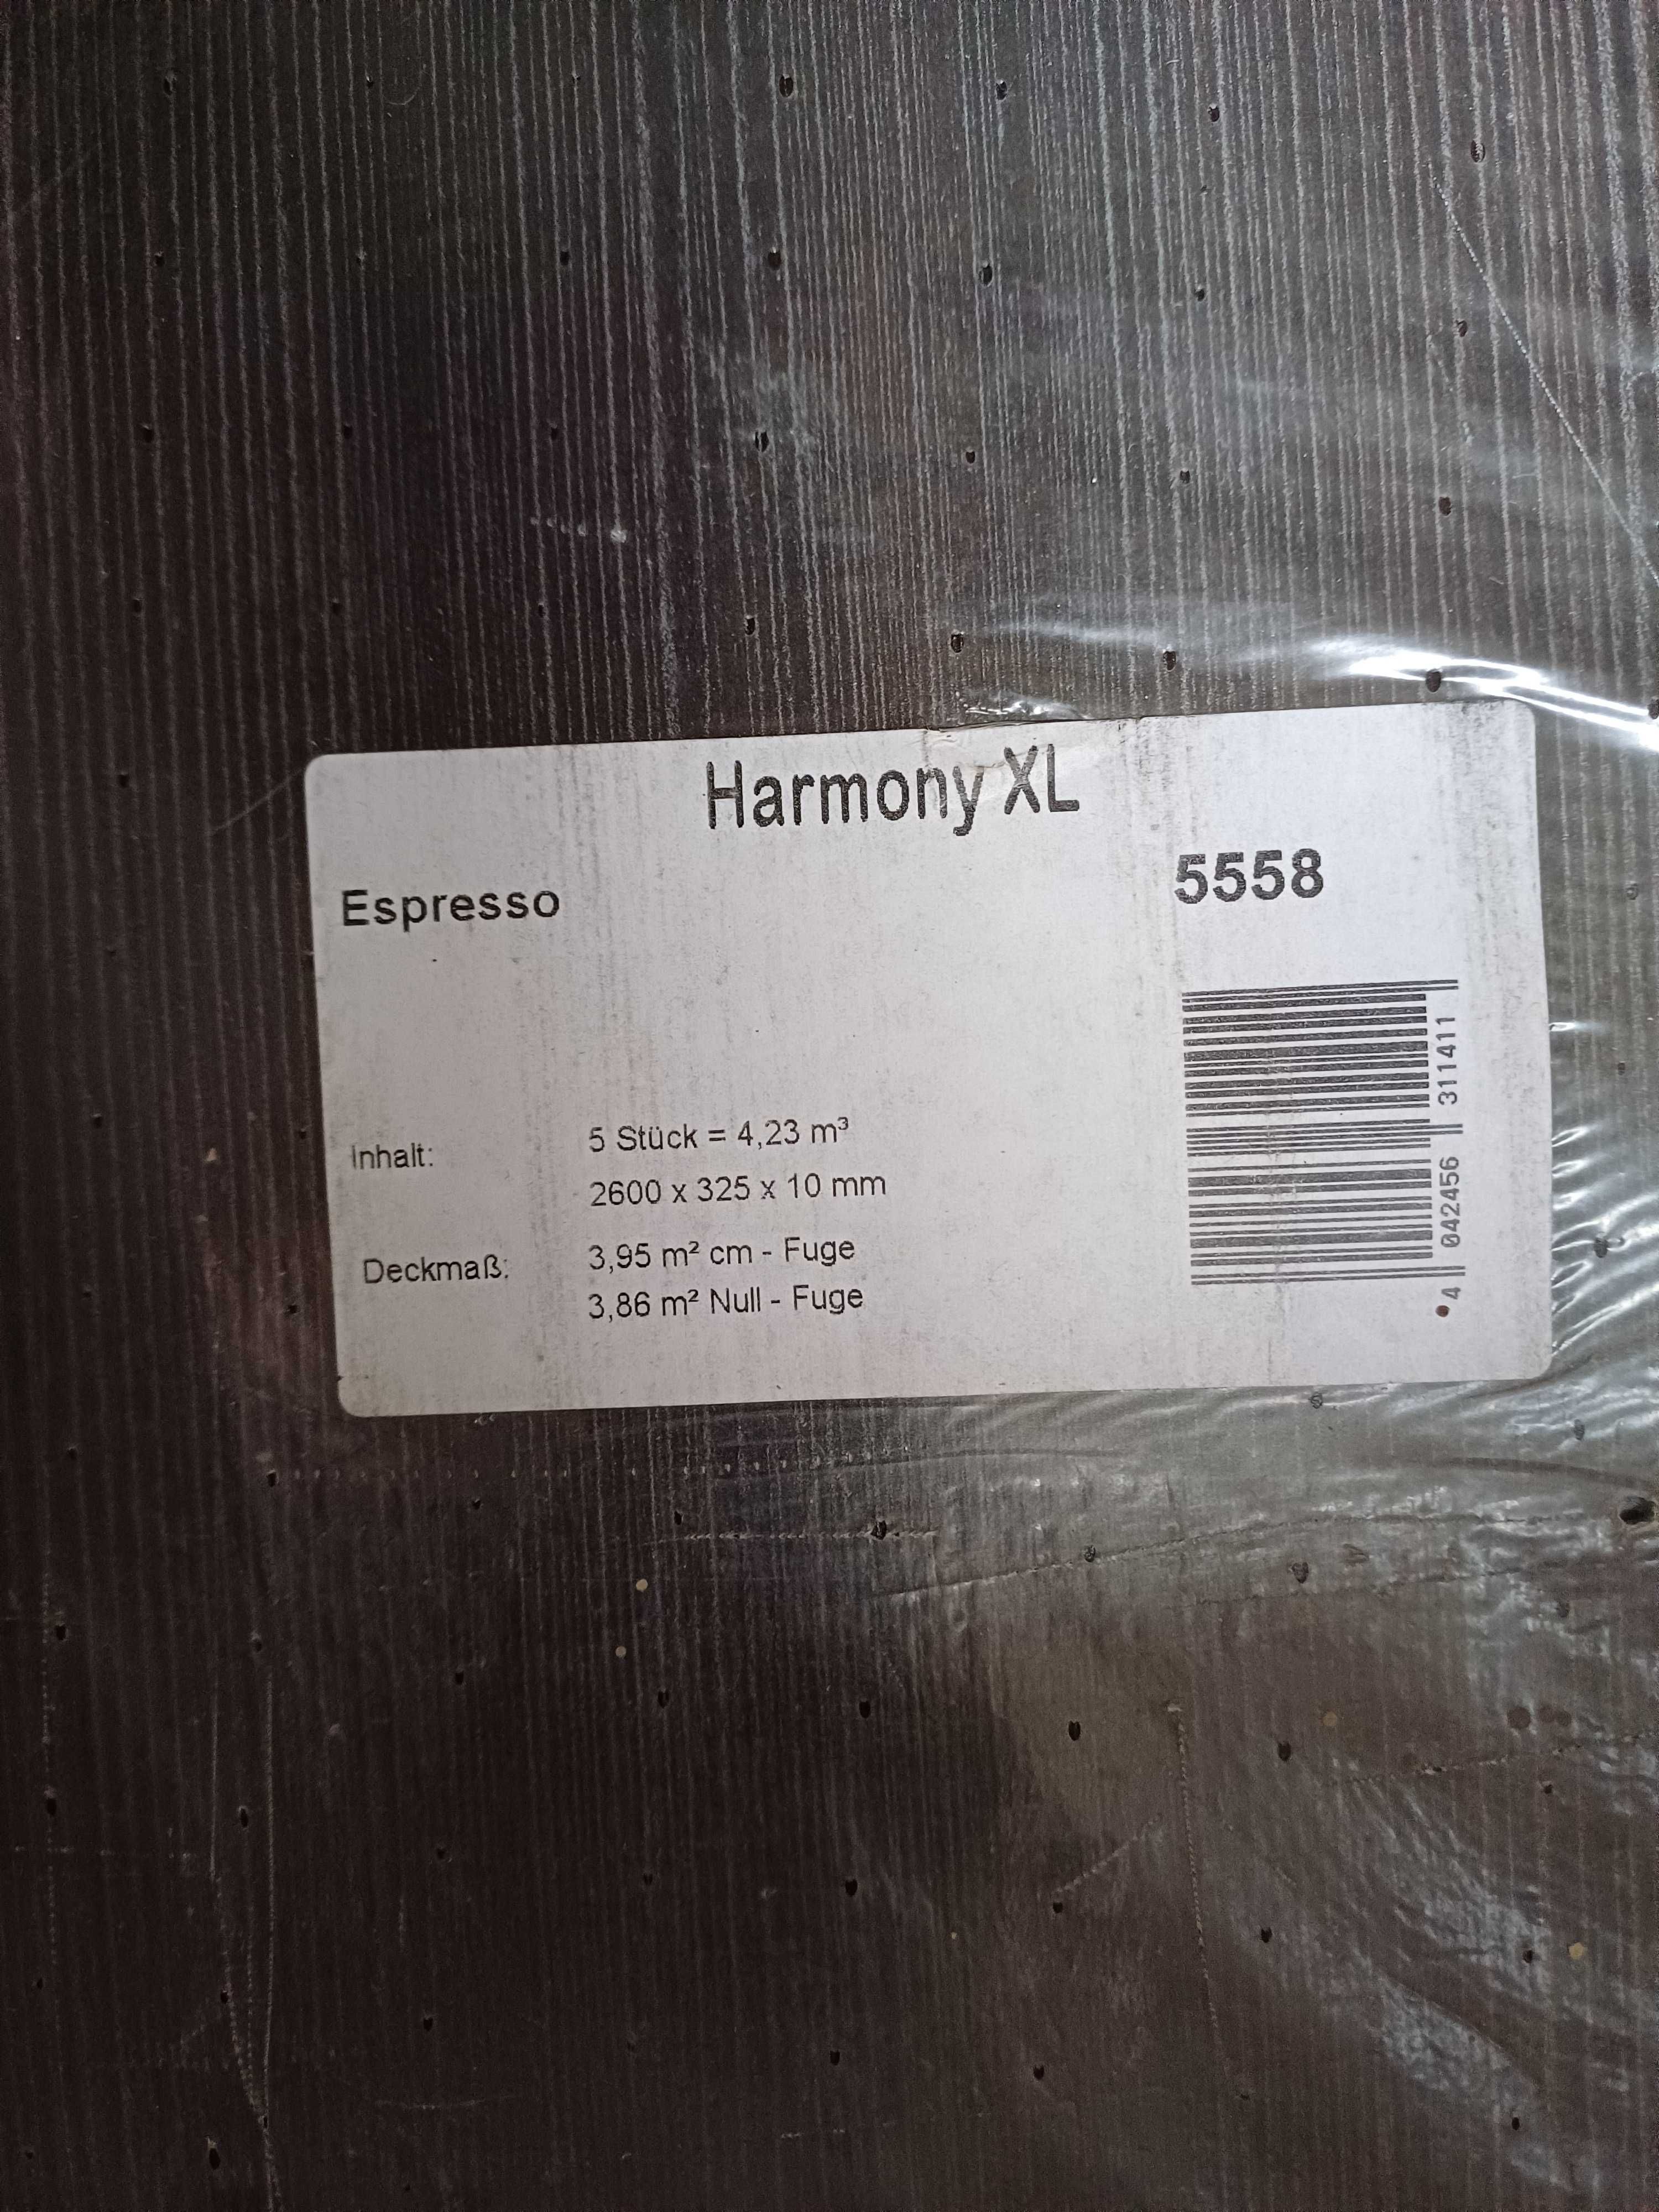 Harmony XL
Espresso
5558
Inhalt:
5 Stück = 4,23 m³
2600 x 325 x 10 mm
Deckmaß:
3,95 m² cm - Fuge
3,86 m² Null - Fuge
4 042456 311411